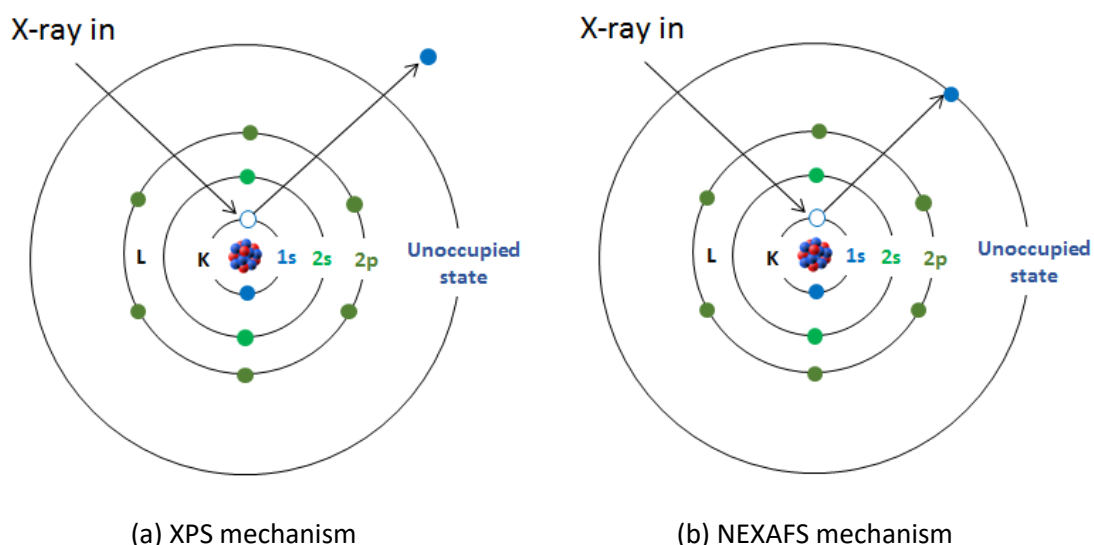 X-ray in
L
K
1s
2s
2p
Unoccupied
state
(a) XPS mechanism
X-ray in
L
K
1s
2s
2p
Unoccupied
state
(b) NEXAFS mechanism